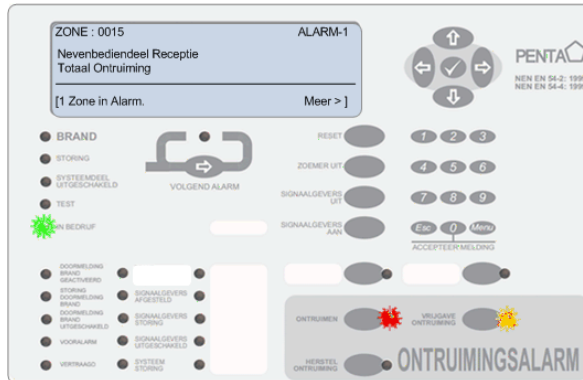 ZONE : 0015 ALARM-1
Nevenbediendeel Receptie
Totaal Ontruiming
[1 Zone in Alarm. Meer > ]
PENTA
NEN EN 54-2: 199
NEN EN 54-4: 199
BRAND
STORING
SYSTEEMDEEL
UITGESCHAKELD
TEST
IN BEDRIJF
VOLGEND ALARM
RESET
ZOEMER UIT
SIGNAALGEVERS
UIT
SIGNAALGEVERS
AAN
1 2 3
4 5 6
7 8 9
Esc 0 Menu
ACCEPTEER MELDING
DOORMELDING
BRAND
GEACTIVEERD
STORING
DOORMELDING
BRAND
DOORMELDING
BRAND
UITGESCHAKELD
VOORALARM
VERTRAAGD
SIGNAALGEVERS
AFGESTELD
SIGNAALGEVERS
STORING
SIGNAALGEVERS
UITGESCHAKELD
SYSTEEM
STORING
ONTRUIMEN
VRIJGAVE
ONTRUIMING
HERSTEL
ONTRUIMING
ONTRUIMINGSALARM